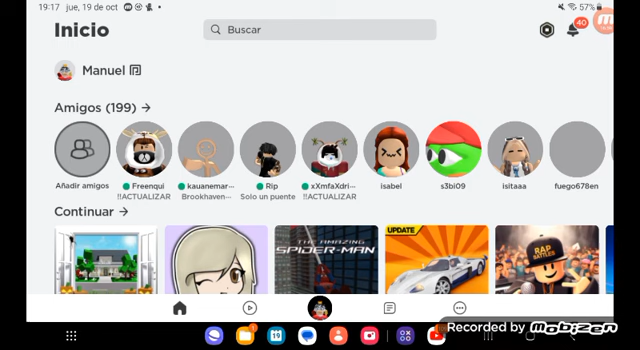 19:17 jue, 19 de oct
57%
Inicio
Buscar
40
Manuel
Amigos (199) →
Añadir amigos
Freenqui
!!ACTUALIZAR
kauanemar...
Brookhaven...
Rip
Solo un puente
xXmfaXdri...
!!ACTUALIZAR
isabel
s3bi09
isitaaa
fuego678en
Continuar →
THE AMAZING
SPIDER-MAN
UPDATE
RAP
BATTLES
1
19
Recorded by mobizen